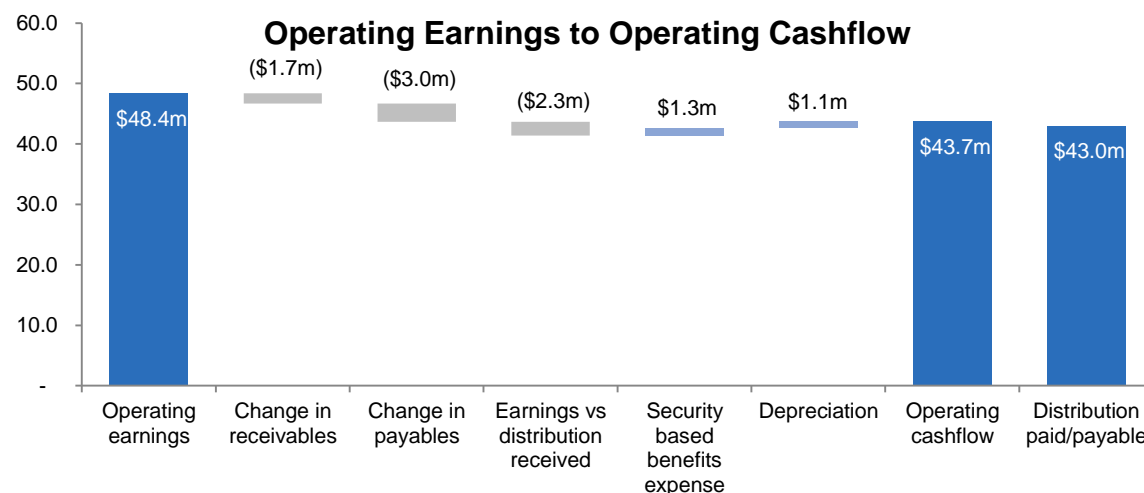 Operating Earnings to Operating Cashflow
60.0
50.0
40.0
30.0
20.0
10.0
-
$48.4m
($1.7m)
($3.0m)
($2.3m)
$1.3m
$1.1m
$43.7m
$43.0m
Operating
earnings
Change in
receivables
Change in
payables
Earnings vs
distribution
received
Security
based
benefits
expense
Depreciation
Operating
cashflow
Distribution
paid/payable